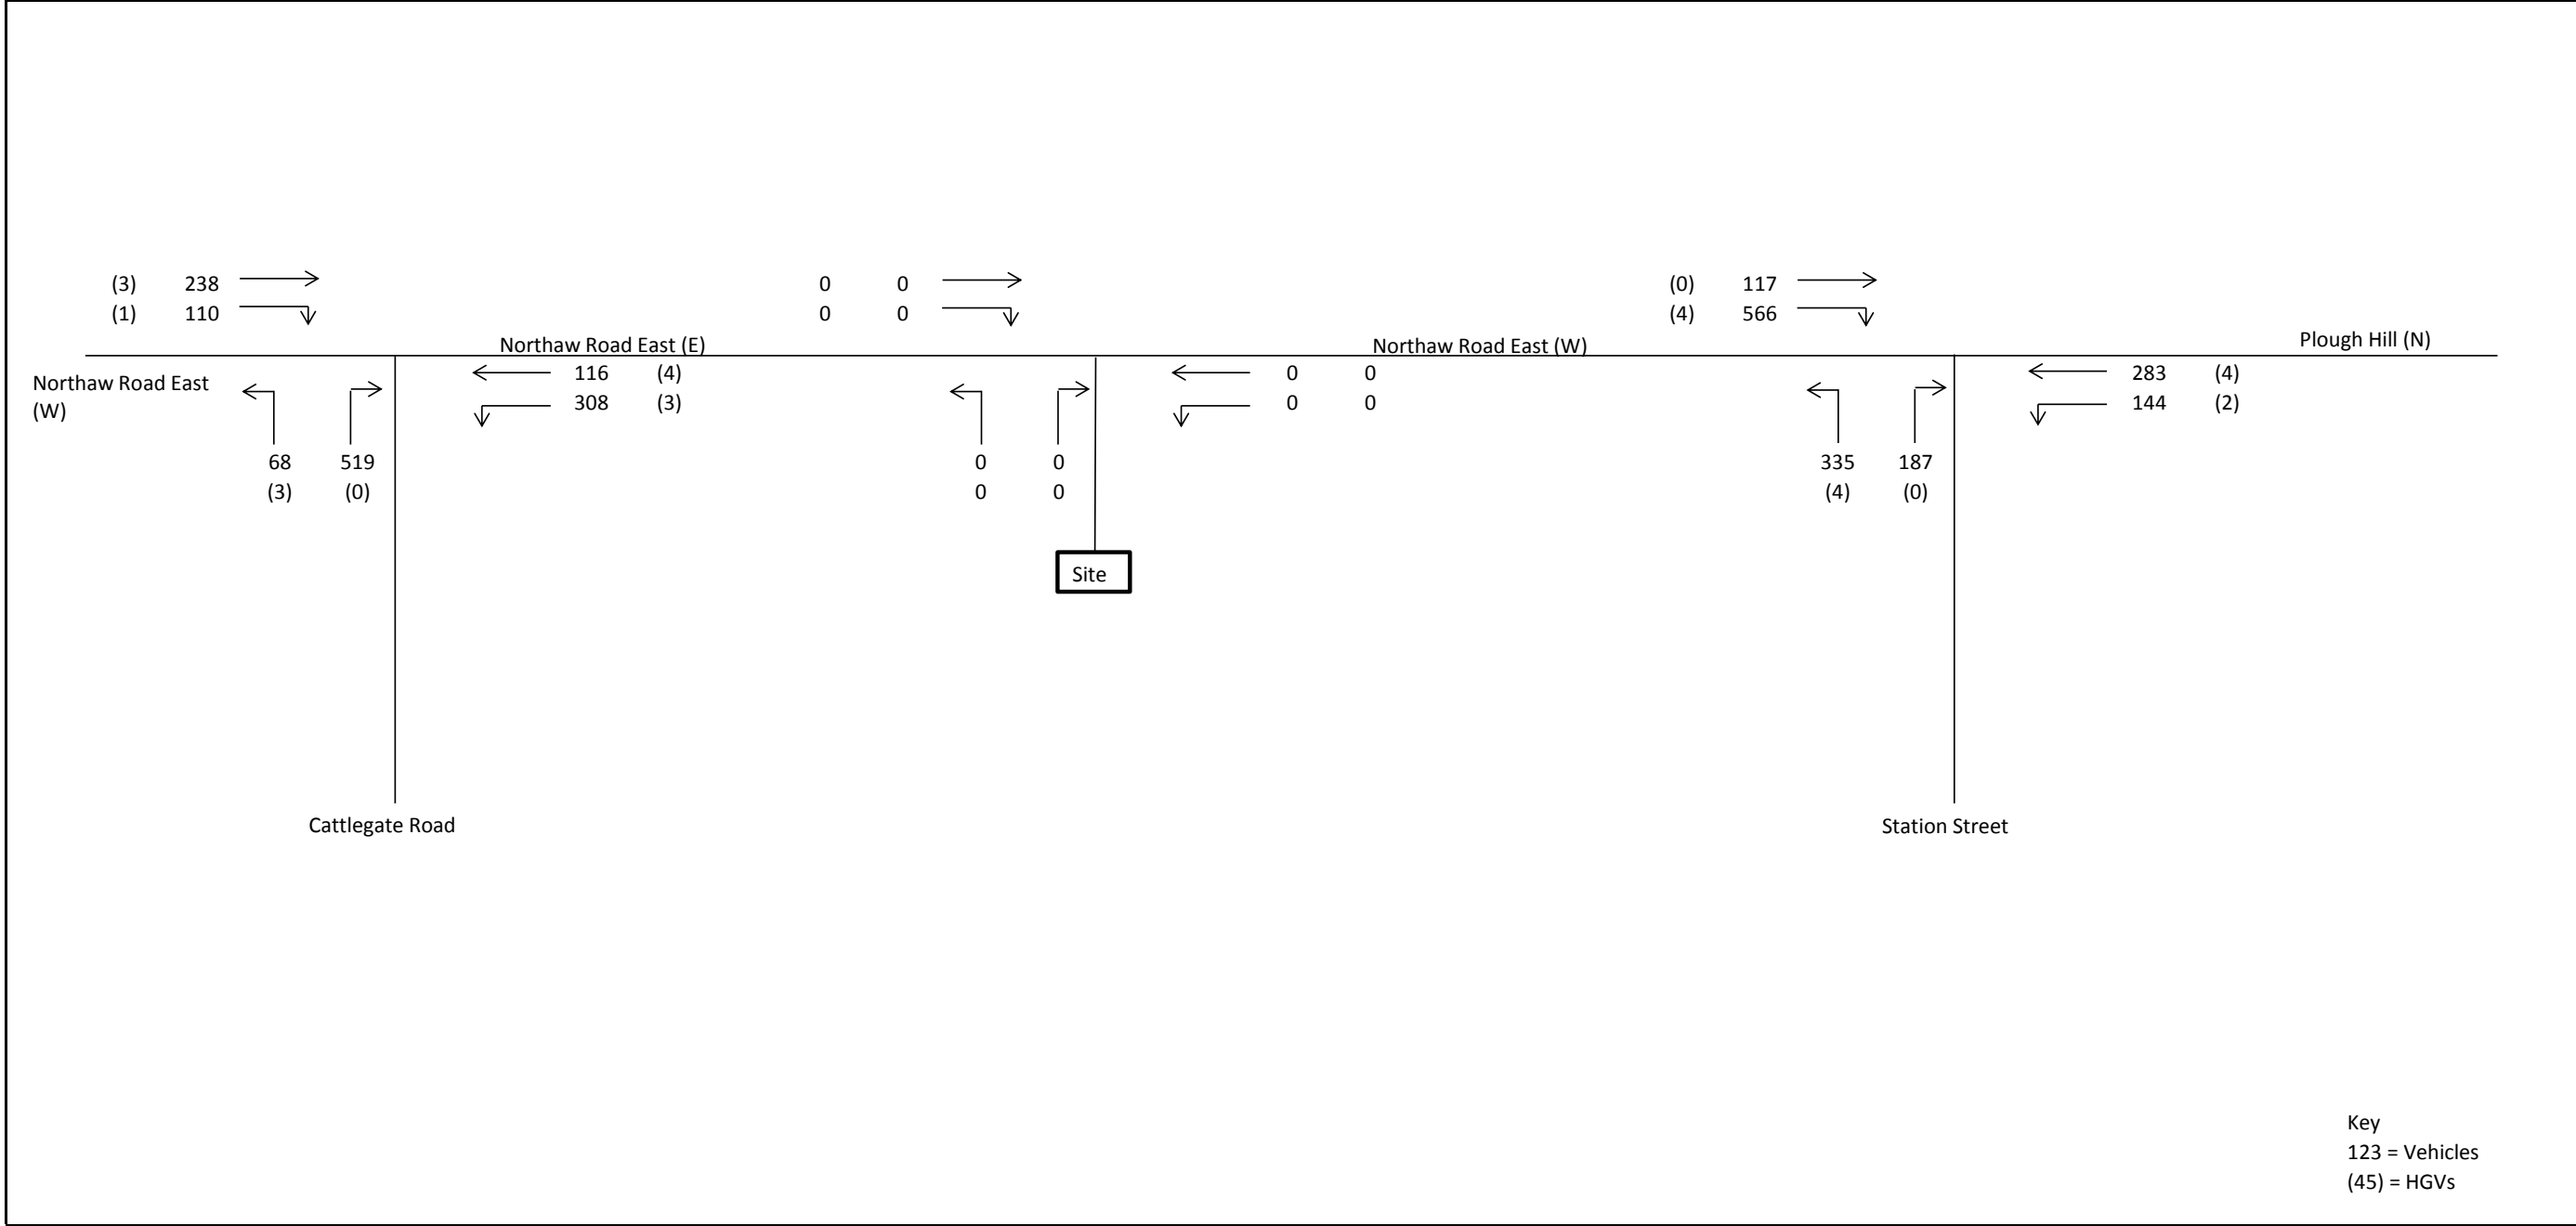 (3) 238
(1) 110
0 0
0 0
(0) 117
(4) 566
Northaw Road East (E)
Northaw Road East (W)
Plough Hill (N)
Northaw Road East
(W)
116 (4)
308 (3)
0 0
0 0
283 (4)
144 (2)
68 519
(3) (0)
0 0
0 0
335 187
(4) (0)
Site
Cattlegate Road
Station Street
Key
123 = Vehicles
(45) = HGVs